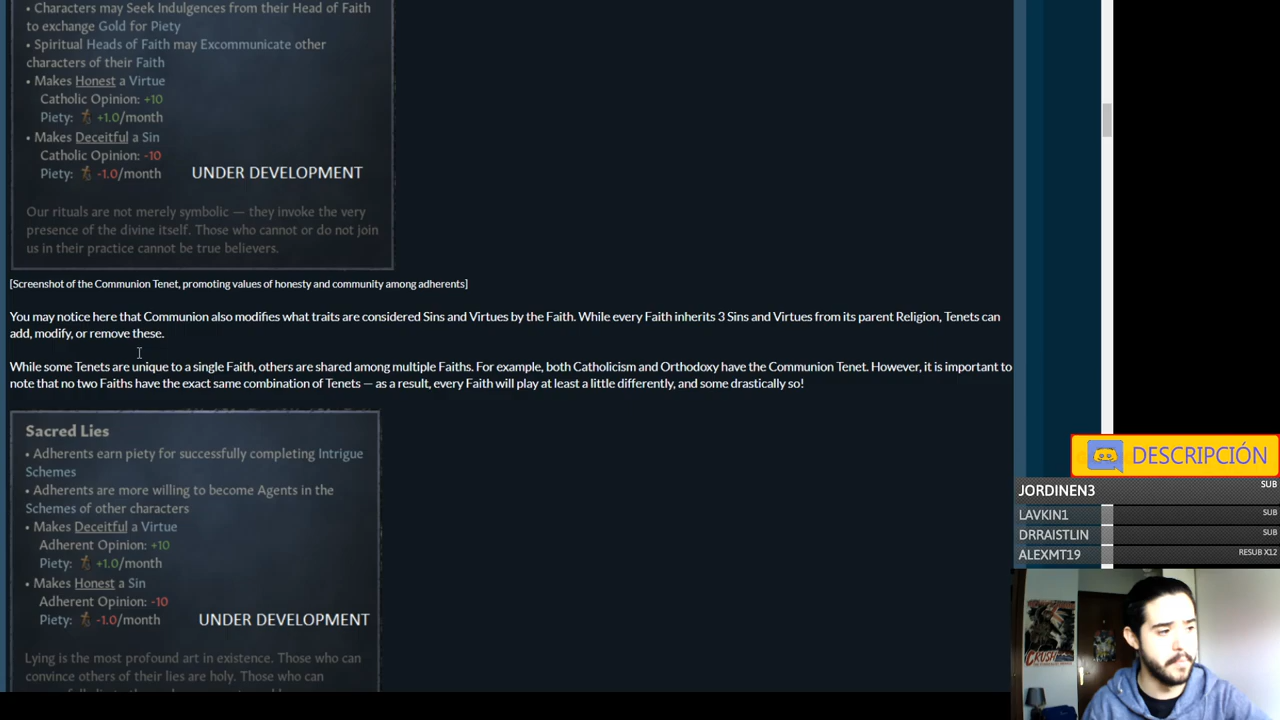 • Characters may Seek Indulgences from their Head of Faith
to exchange Gold for Piety
• Spiritual Heads of Faith may Excommunicate other
characters of their Faith
• Makes Honest a Virtue
Catholic Opinion: +10
Piety: +1.0/month
• Makes Deceitful a Sin
Catholic Opinion: -10
Piety: -1.0/month
UNDER DEVELOPMENT
Our rituals are not merely symbolic — they invoke the very
presence of the divine itself. Those who cannot or do not join
us in their practice cannot be true believers.
[Screenshot of the Communion Tenet, promoting values of honesty and community among adherents]
You may notice here that Communion also modifies what traits are considered Sins and Virtues by the Faith. While every Faith inherits 3 Sins and Virtues from its parent Religion, Tenets can
add, modify, or remove these.
While some Tenets are unique to a single Faith, others are shared among multiple Faiths. For example, both Catholicism and Orthodoxy have the Communion Tenet. However, it is important to
note that no two Faiths have the exact same combination of Tenets — as a result, every Faith will play at least a little differently, and some drastically so!
Sacred Lies
• Adherents earn piety for successfully completing Intrigue
Schemes
• Adherents are more willing to become Agents in the
Schemes of other characters
• Makes Deceitful a Virtue
Adherent Opinion: +10
Piety: +1.0/month
• Makes Honest a Sin
Adherent Opinion: -10
Piety: -1.0/month
UNDER DEVELOPMENT
Lying is the most profound art in existence. Those who can
convince others of their lies are holy. Those who can
DESCRIPCIÓN
JORDINEN3 SUB
LAVKIN1 SUB
DRRAISTLIN SUB
ALEXMT19 RESUB X12